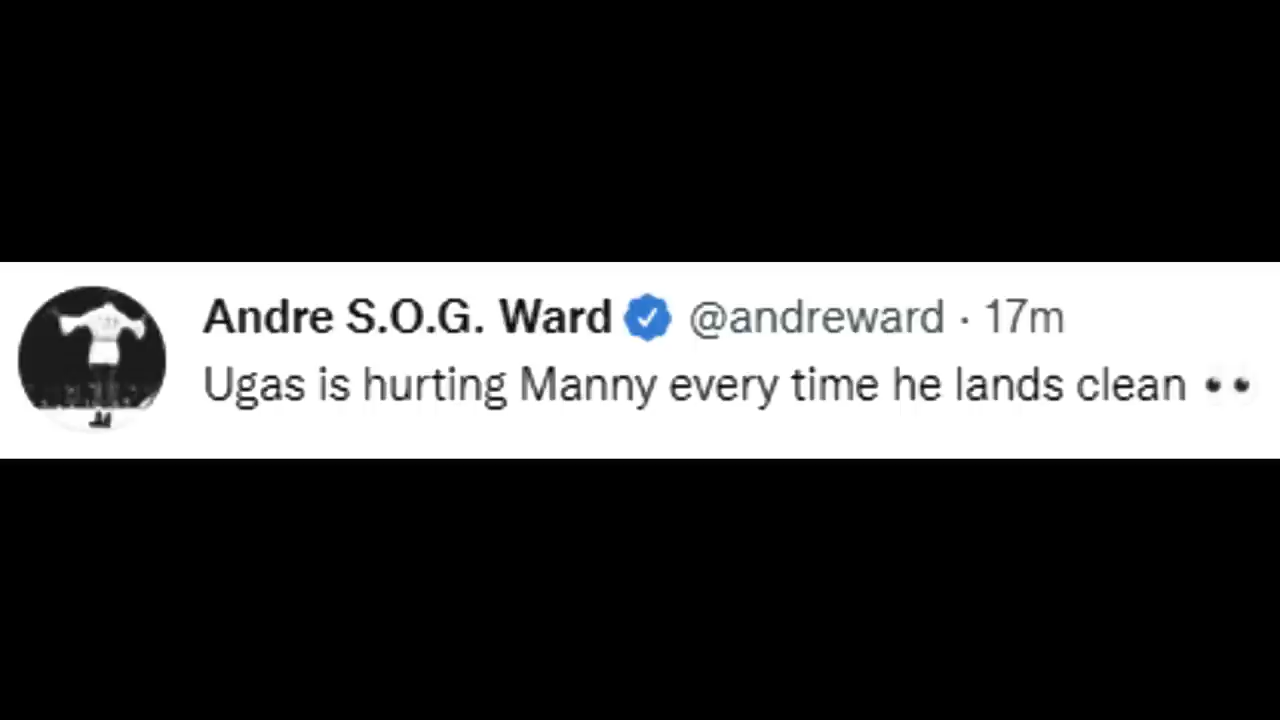 Andre S.O.G. Ward @andreward · 17m
Ugas is hurting Manny every time he lands clean 👀